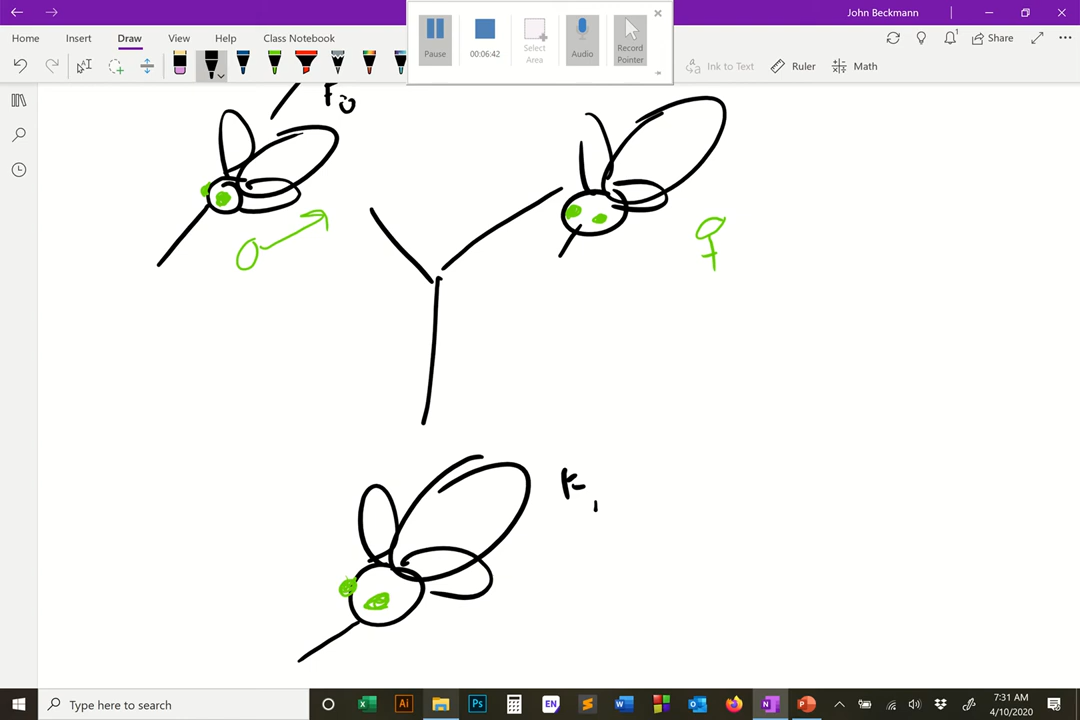 John Beckmann
Home Insert Draw View Help Class Notebook
Share
Pause 00:06:42 Select Area Audio Record Pointer
Ink to Text Ruler Math
F0
♀
F1
Type here to search
7:31 AM
4/10/2020